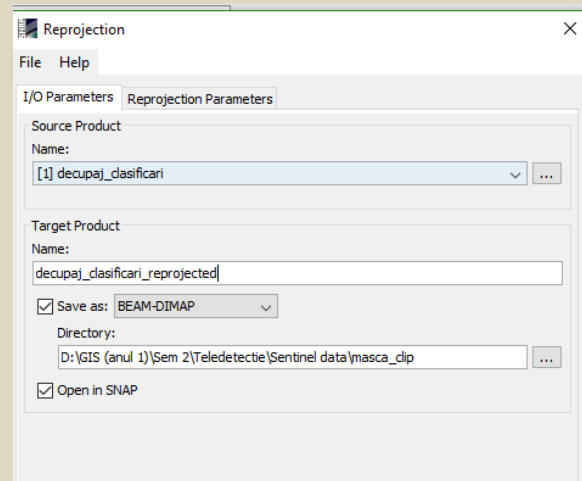 Reprojection
File Help
I/O Parameters Reprojection Parameters
Source Product
Name:
[1] decupaj_clasificari
...
Target Product
Name:
decupaj_clasificari_reprojected
Save as: BEAM-DIMAP
Directory:
D:\GIS (anul 1)\Sem 2\Teledetectie\Sentinel data\masca_clip
...
Open in SNAP